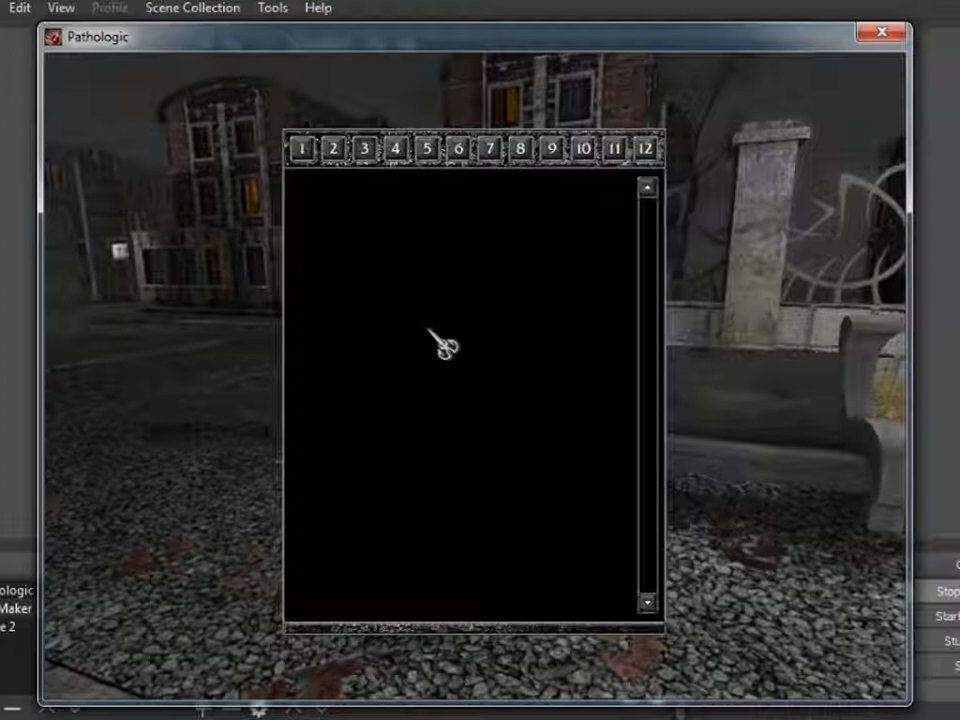 Edit View Profile Scene Collection Tools Help
Pathologic
1 2 3 4 5 6 7 8 9 10 11 12
ologic
Maker
e 2
Stop
Start
Stu
S